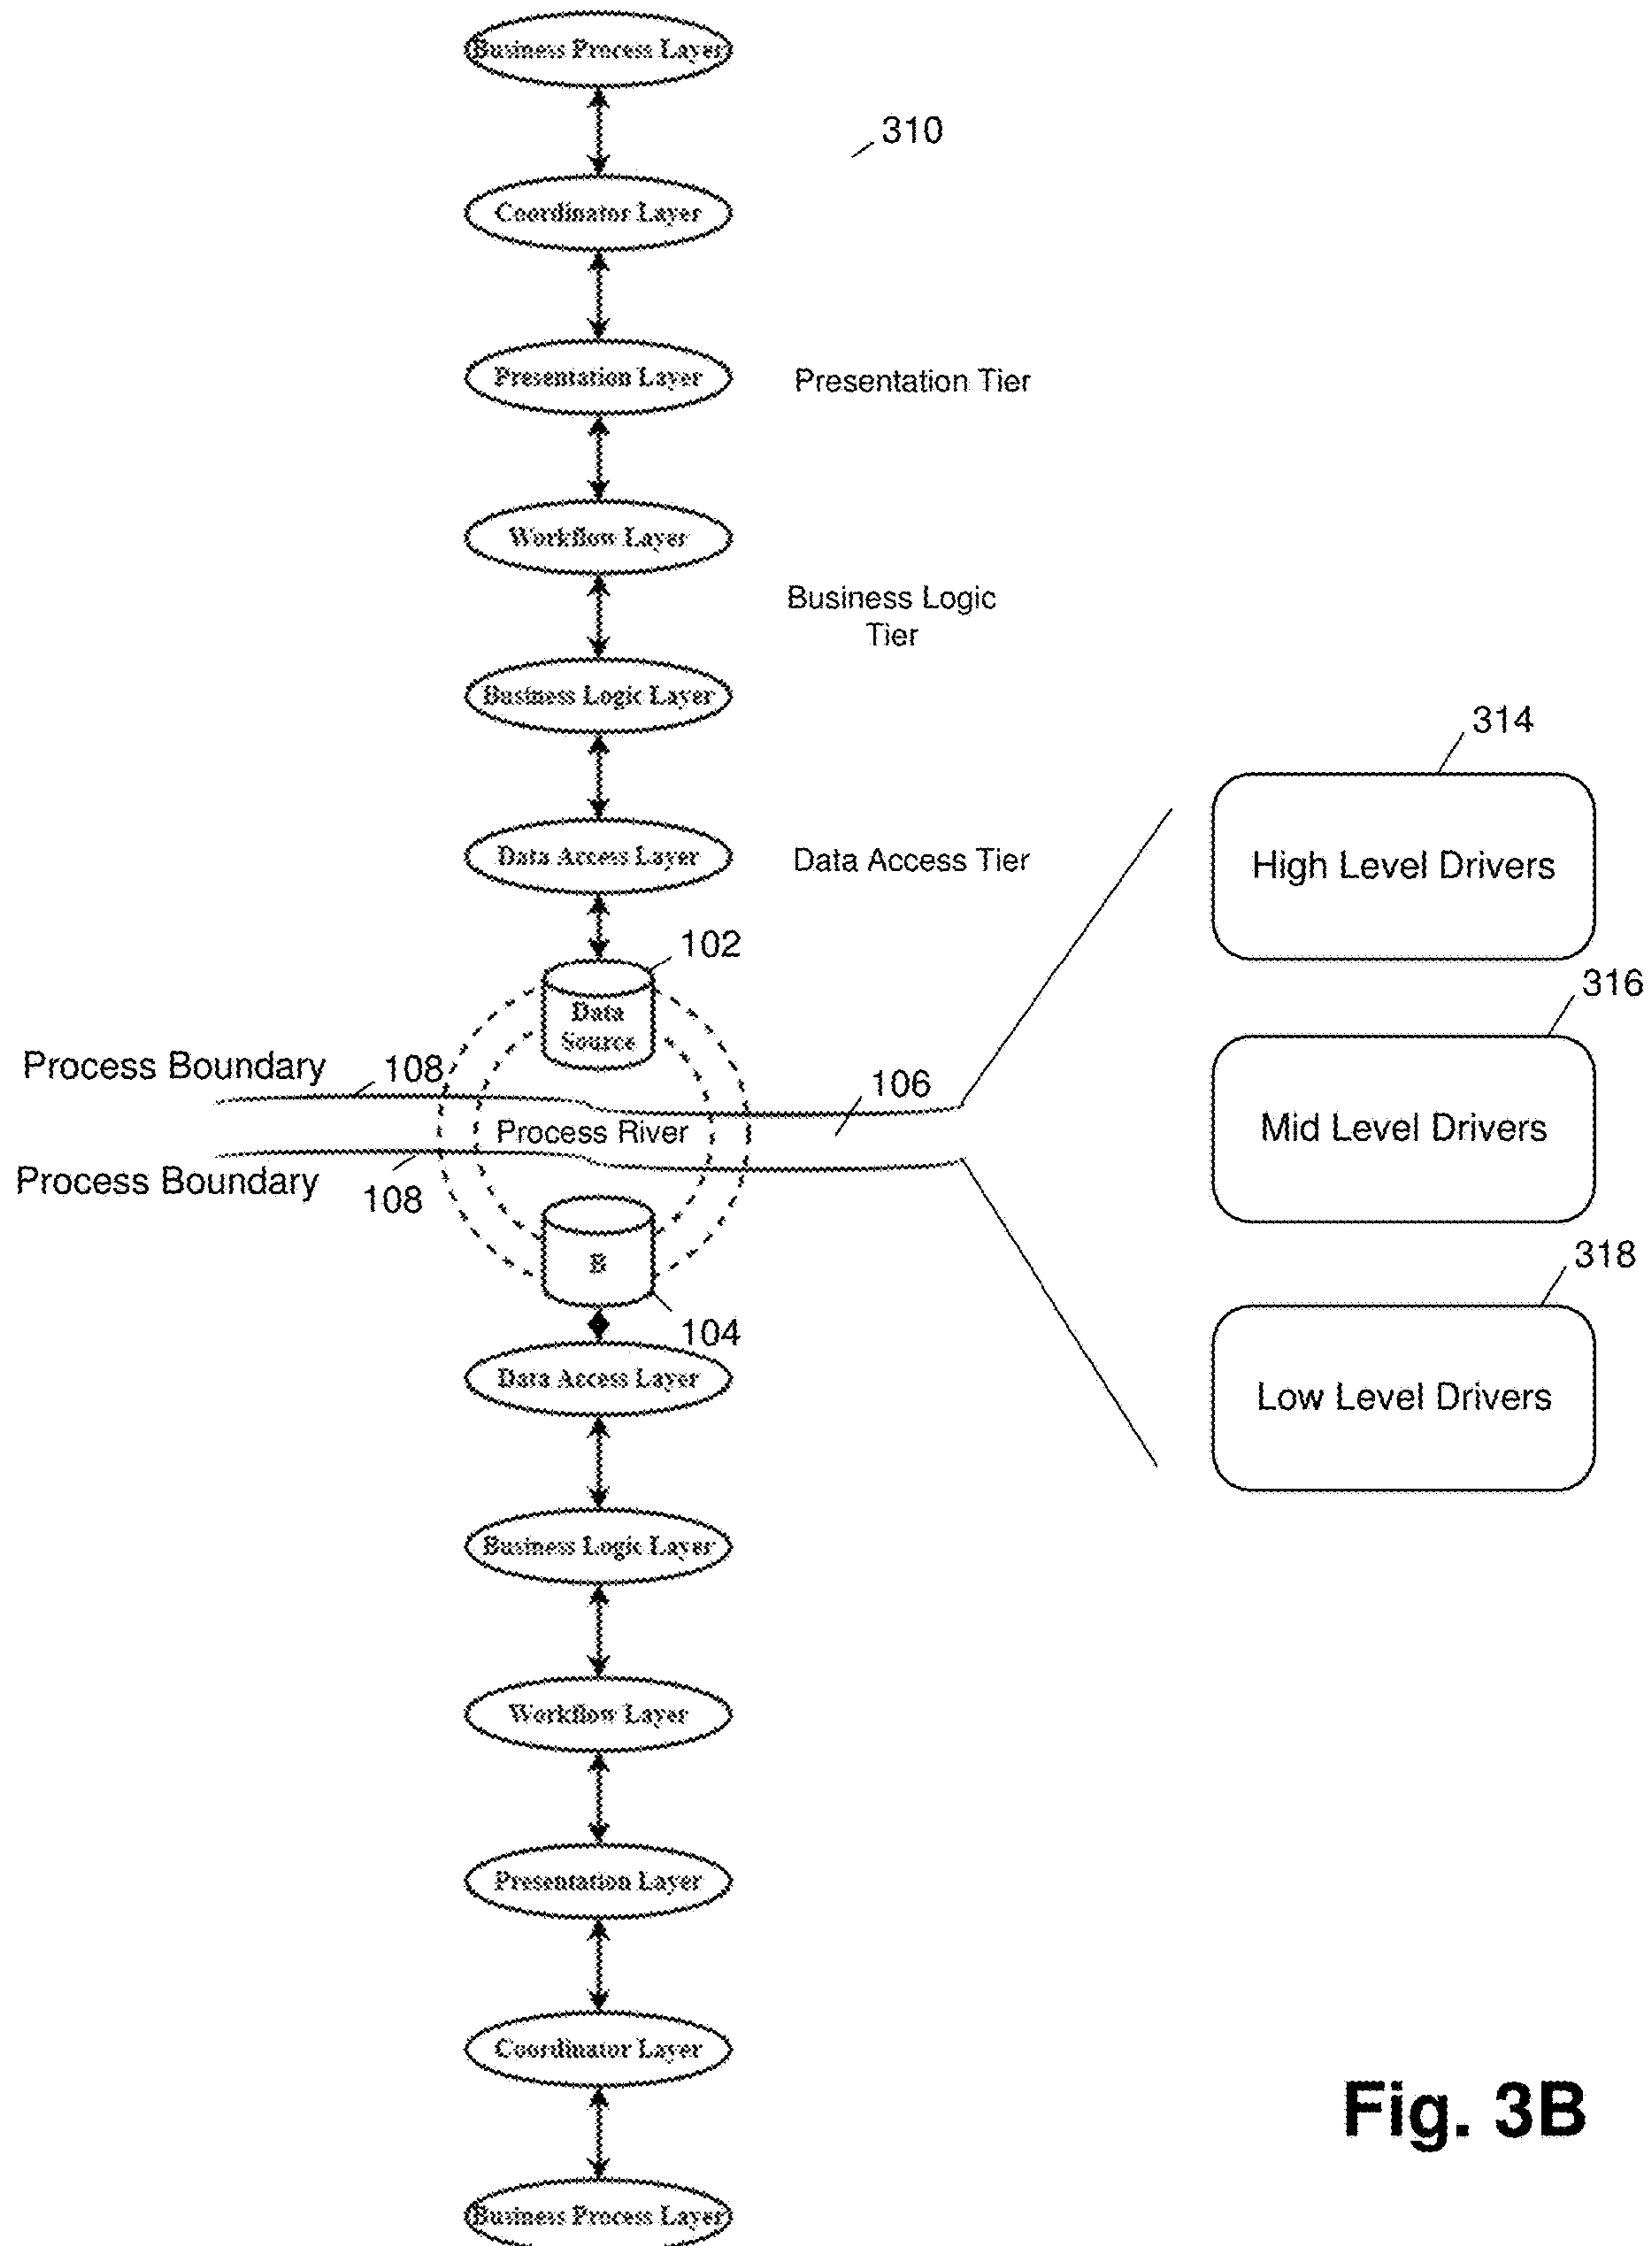 Business Process Layer
310
Coordinator Layer
Presentation Layer
Presentation Tier
Workflow Layer
Business Logic
Tier
Business Logic Layer
314
High Level Drivers
Data Access Layer
Data Access Tier
102
Data
Source
316
Process Boundary
108
106
Process River
Mid Level Drivers
Process Boundary
108
B
318
104
Data Access Layer
Low Level Drivers
Business Logic Layer
Workflow Layer
Presentation Layer
Coordinator Layer
Fig. 3B
Business Process Layer